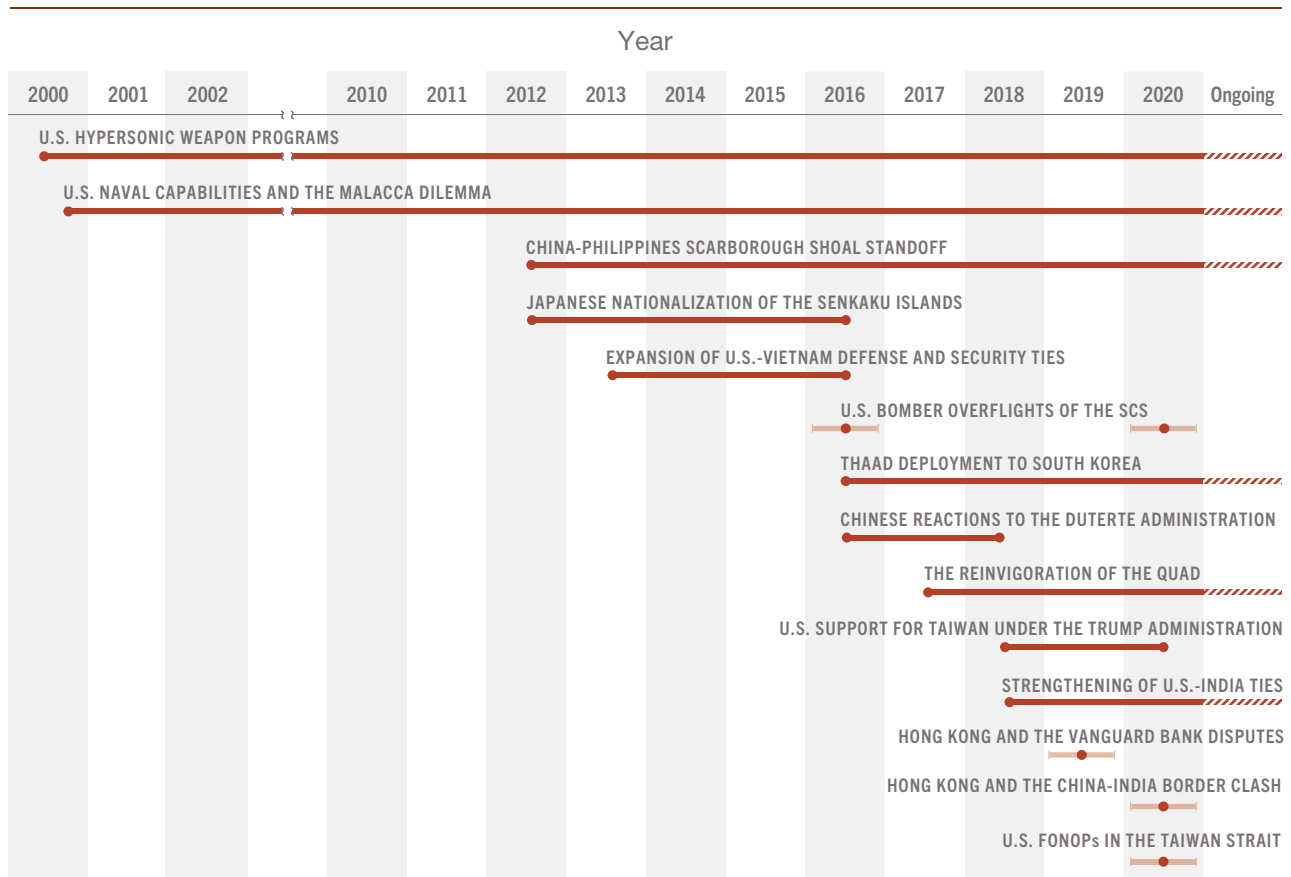 Year
2000 2001 2002 2010 2011 2012 2013 2014 2015 2016 2017 2018 2019 2020 Ongoing
U.S. HYPERSONIC WEAPON PROGRAMS
U.S. NAVAL CAPABILITIES AND THE MALACCA DILEMMA
CHINA-PHILIPPINES SCARBOROUGH SHOAL STANDOFF
JAPANESE NATIONALIZATION OF THE SENKAKU ISLANDS
EXPANSION OF U.S.-VIETNAM DEFENSE AND SECURITY TIES
U.S. BOMBER OVERFLIGHTS OF THE SCS
THAAD DEPLOYMENT TO SOUTH KOREA
CHINESE REACTIONS TO THE DUTERTE ADMINISTRATION
THE REINVIGORATION OF THE QUAD
U.S. SUPPORT FOR TAIWAN UNDER THE TRUMP ADMINISTRATION
STRENGTHENING OF U.S.-INDIA TIES
HONG KONG AND THE VANGUARD BANK DISPUTES
HONG KONG AND THE CHINA-INDIA BORDER CLASH
U.S. FONOPs IN THE TAIWAN STRAIT